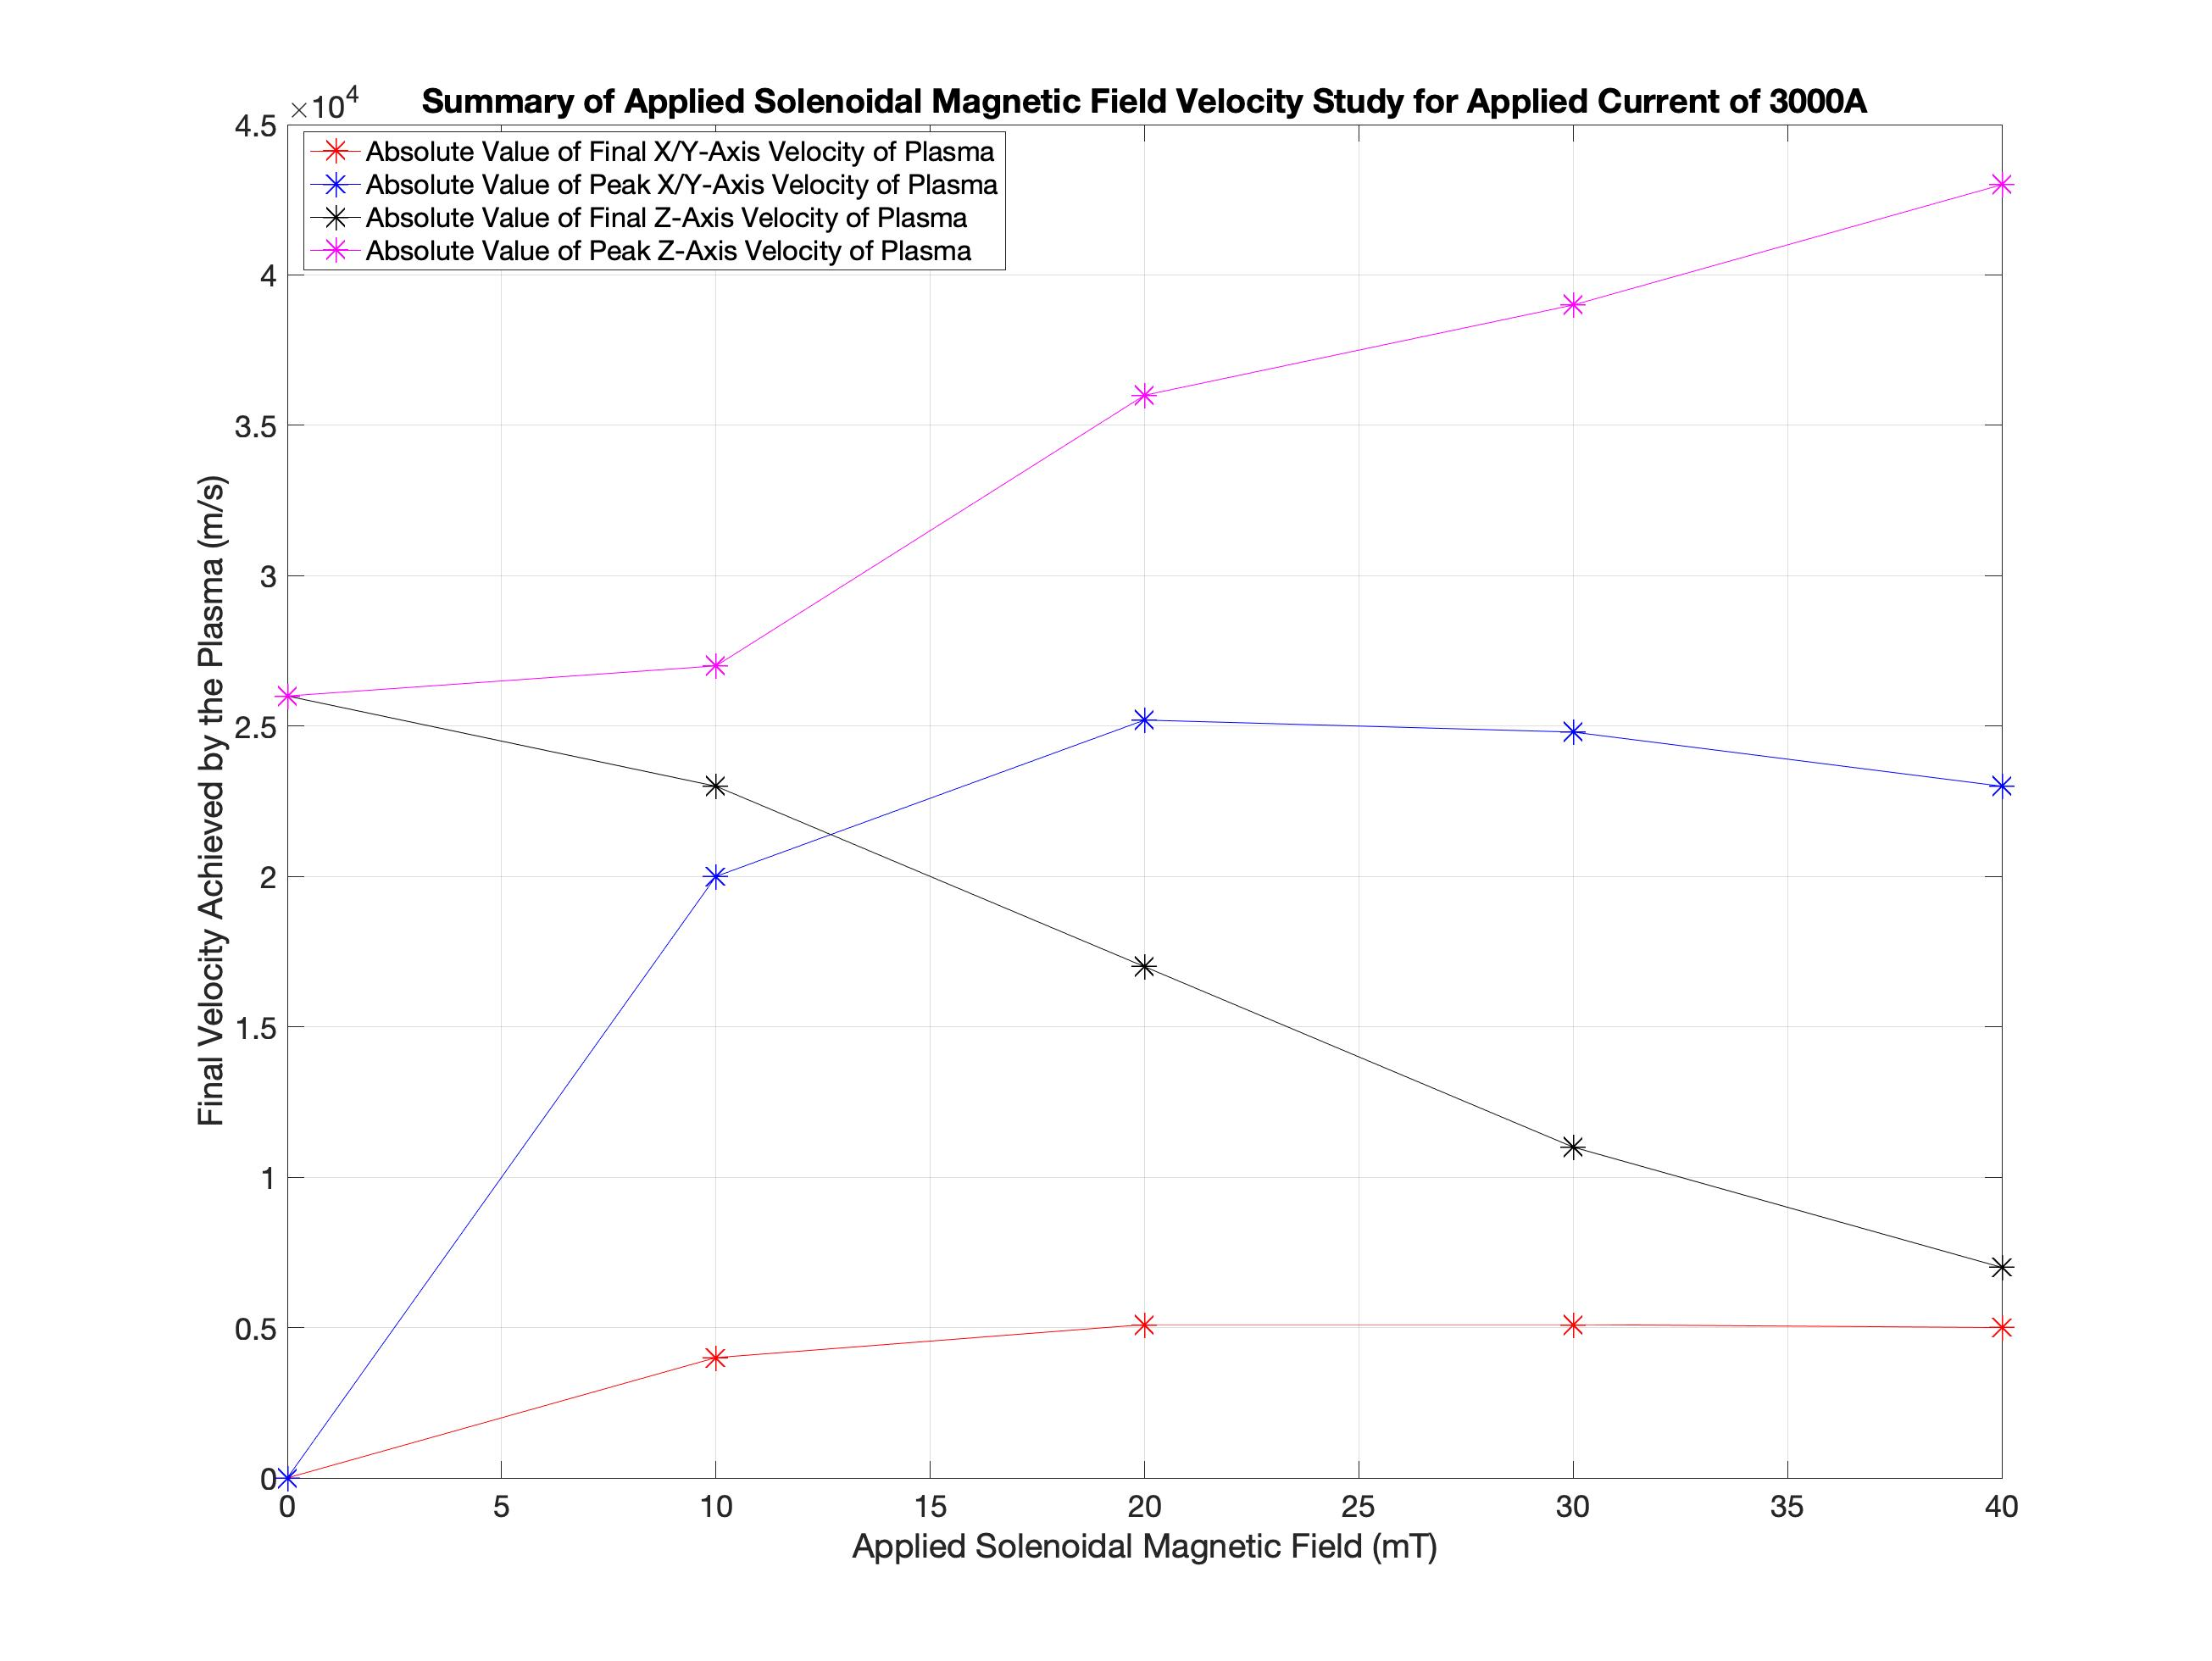 Summary of Applied Solenoidal Magnetic Field Velocity Study for Applied Current of 3000A
×10⁴
Absolute Value of Final X/Y-Axis Velocity of Plasma
Absolute Value of Peak X/Y-Axis Velocity of Plasma
Absolute Value of Final Z-Axis Velocity of Plasma
Absolute Value of Peak Z-Axis Velocity of Plasma
4.5
4
3.5
3
2.5
2
1.5
1
0.5
0
Final Velocity Achieved by the Plasma (m/s)
0 5 10 15 20 25 30 35 40
Applied Solenoidal Magnetic Field (mT)